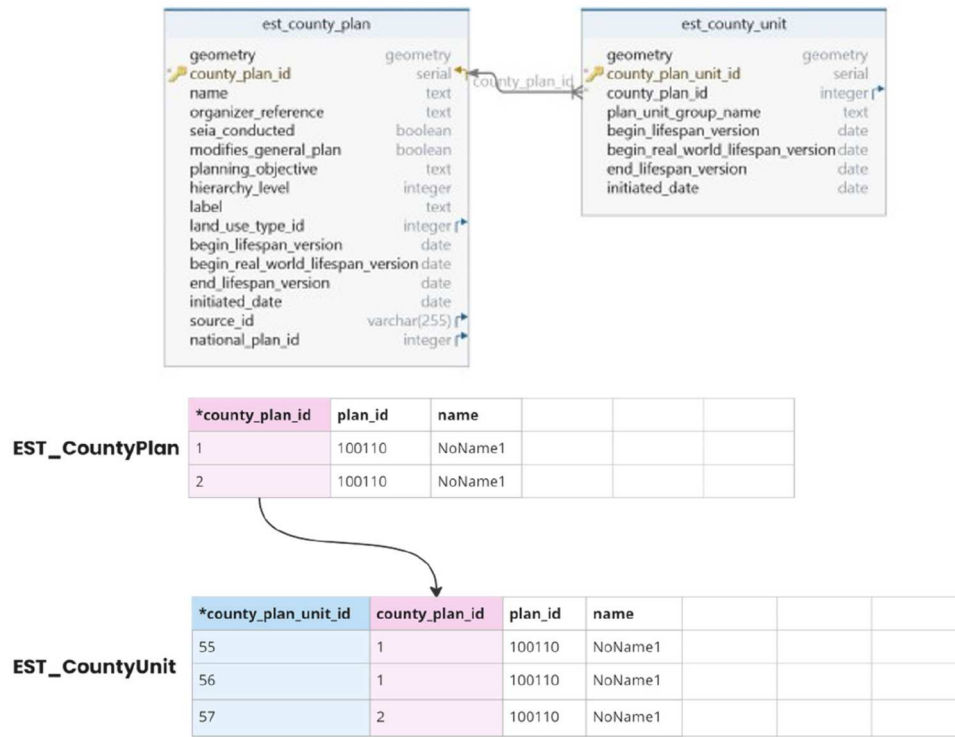 est_county_plan
geometry geometry
county_plan_id serial
name text
organizer_reference text
seia_conducted boolean
modifies_general_plan boolean
planning_objective text
hierarchy_level integer
label text
land_use_type_id integer
begin_lifespan_version date
begin_real_world_lifespan_version date
end_lifespan_version date
initiated_date date
source_id varchar(255)
national_plan_id integer
county_plan_id
est_county_unit
geometry geometry
county_plan_unit_id serial
county_plan_id integer
plan_unit_group_name text
begin_lifespan_version date
begin_real_world_lifespan_version date
end_lifespan_version date
initiated_date date
EST_CountyPlan
*county_plan_id plan_id name
1 100110 NoName1
2 100110 NoName1
EST_CountyUnit
*county_plan_unit_id county_plan_id plan_id name
55 1 100110 NoName1
56 1 100110 NoName1
57 2 100110 NoName1